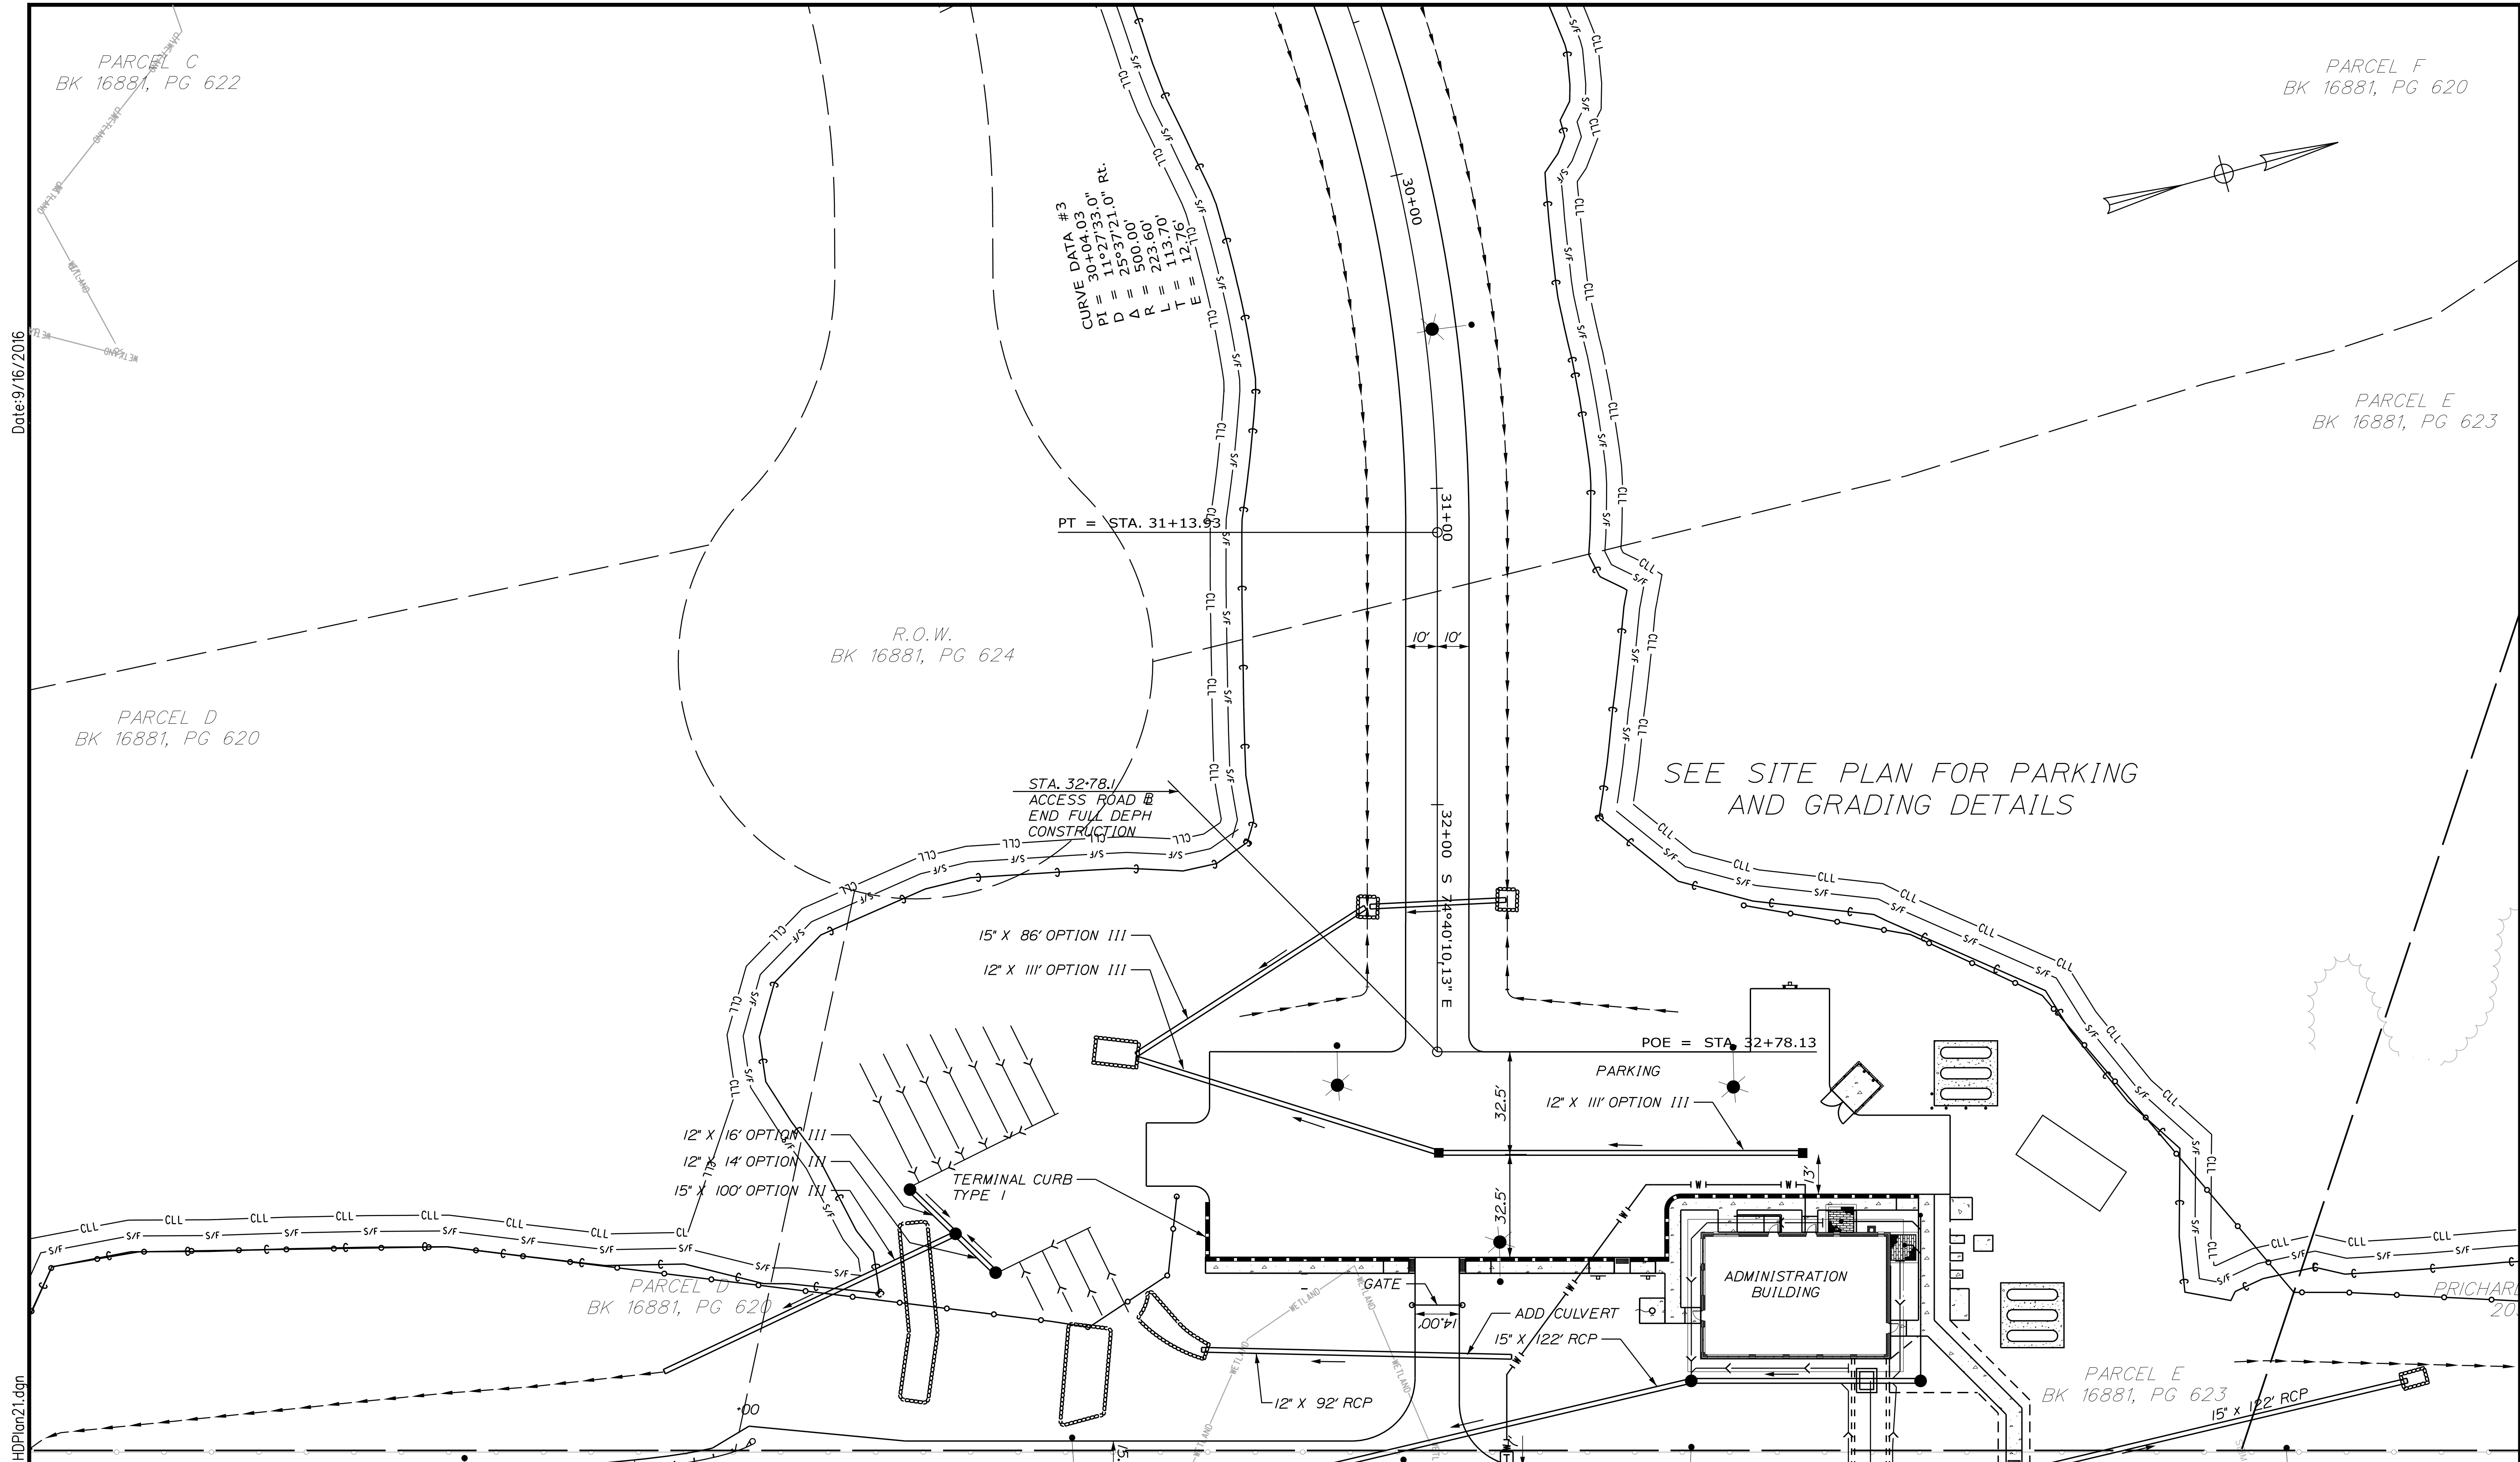 PARCEL C
BK 16881, PG 622
PARCEL F
BK 16881, PG 620
Date:9/16/2016
CURVE DATA #3
PI = 30+04.03
D = 11°27'33.0"
Δ = 25°37'21.0" Rt.
R = 500.00'
L = 223.60'
T = 113.70'
E = 12.76'
30+00
PARCEL E
BK 16881, PG 623
31+00
PT = STA. 31+13.93
R.O.W.
BK 16881, PG 624
10' 10'
PARCEL D
BK 16881, PG 620
SEE SITE PLAN FOR PARKING
AND GRADING DETAILS
STA. 32+78.1
ACCESS ROAD B
END FULL DEPH
CONSTRUCTION
32+00
S 74°40'10.13" E
15" X 86' OPTION III
12" X 111' OPTION III
POE = STA. 32+78.13
PARKING
12" X 111' OPTION III
32.5'
32.5'
13'
12" X 16' OPTION III
12" X 14' OPTION III
15" X 100' OPTION III
TERMINAL CURB
TYPE 1
PARCEL D
BK 16881, PG 620
GATE
14.00'
ADD CULVERT
15" X 122' RCP
12" X 92' RCP
ADMINISTRATION
BUILDING
PARCEL E
BK 16881, PG 623
15" X 122' RCP
PRICHAR
20
+00
HDPlan21.dgn
CLL
S/F
C
W
WETLAND